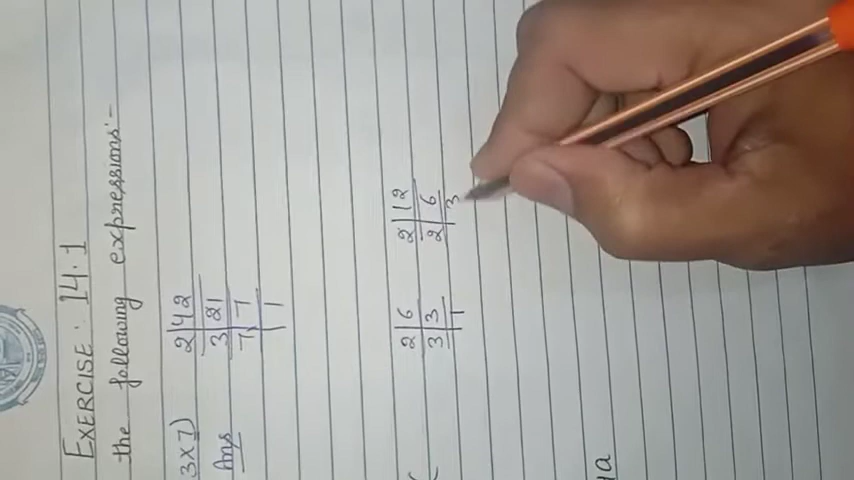 EXERCISE : 14.1
the following expressions:-
3x7)
2 42
3 21
7 7
1
Ans
2 6
3 3
1
2 12
2 6
3